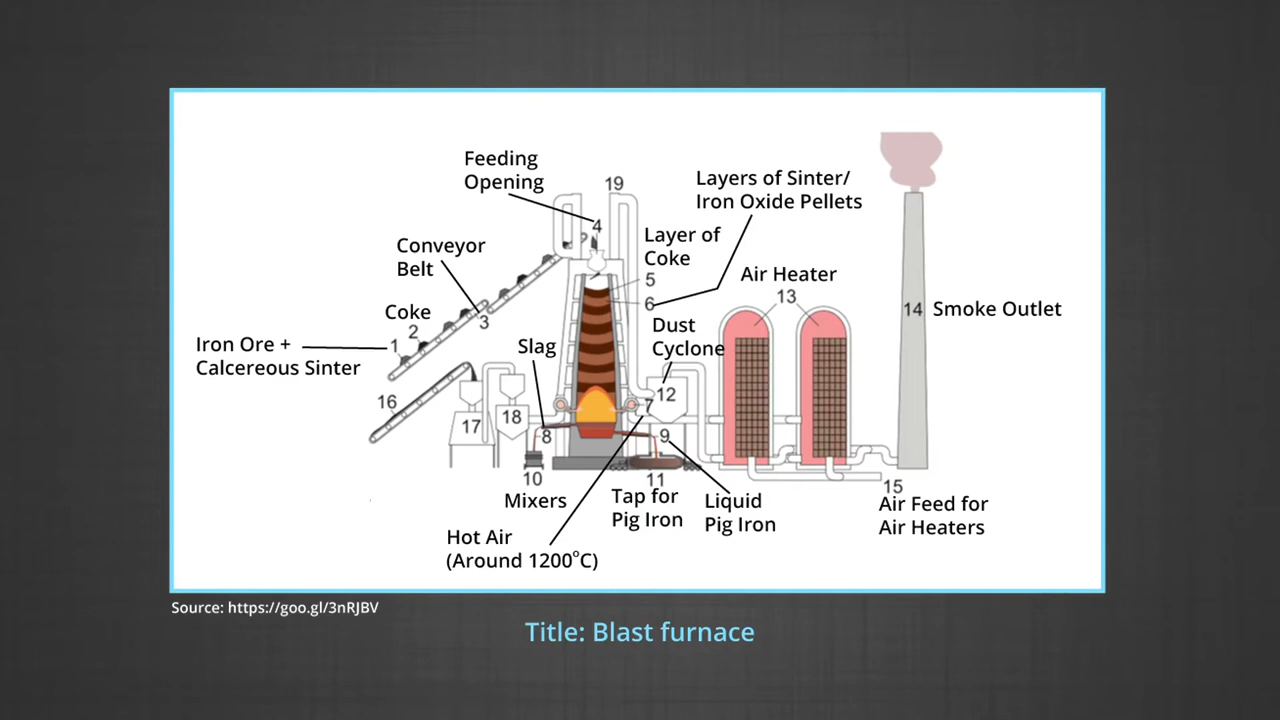 Feeding
Opening
19
Layers of Sinter/
Iron Oxide Pellets
4
Layer of
Coke
Conveyor
Belt
5
Air Heater
6
13
Coke
14
Smoke Outlet
2
3
Dust
Cyclone
Iron Ore +
Calcereous Sinter
1
Slag
16
12
7
17
18
8
9
10
11
15
Mixers
Tap for
Pig Iron
Liquid
Pig Iron
Air Feed for
Air Heaters
Hot Air
(Around 1200°C)
Source: https://goo.gl/3nRJBV
Title: Blast furnace